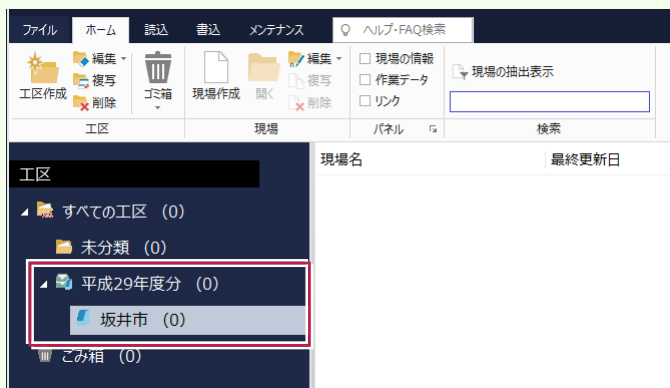 ファイル ホーム 読込 書込 メンテナンス ヘルプ・FAQ検索
工区作成 編集 複写 削除 ゴミ箱 現場作成 開く 編集 複写 削除 現場の情報 作業データ リンク 現場の抽出表示
工区 現場 パネル 検索
工区 現場名 最終更新日
すべての工区 (0)
未分類 (0)
平成29年度分 (0)
坂井市 (0)
ごみ箱 (0)